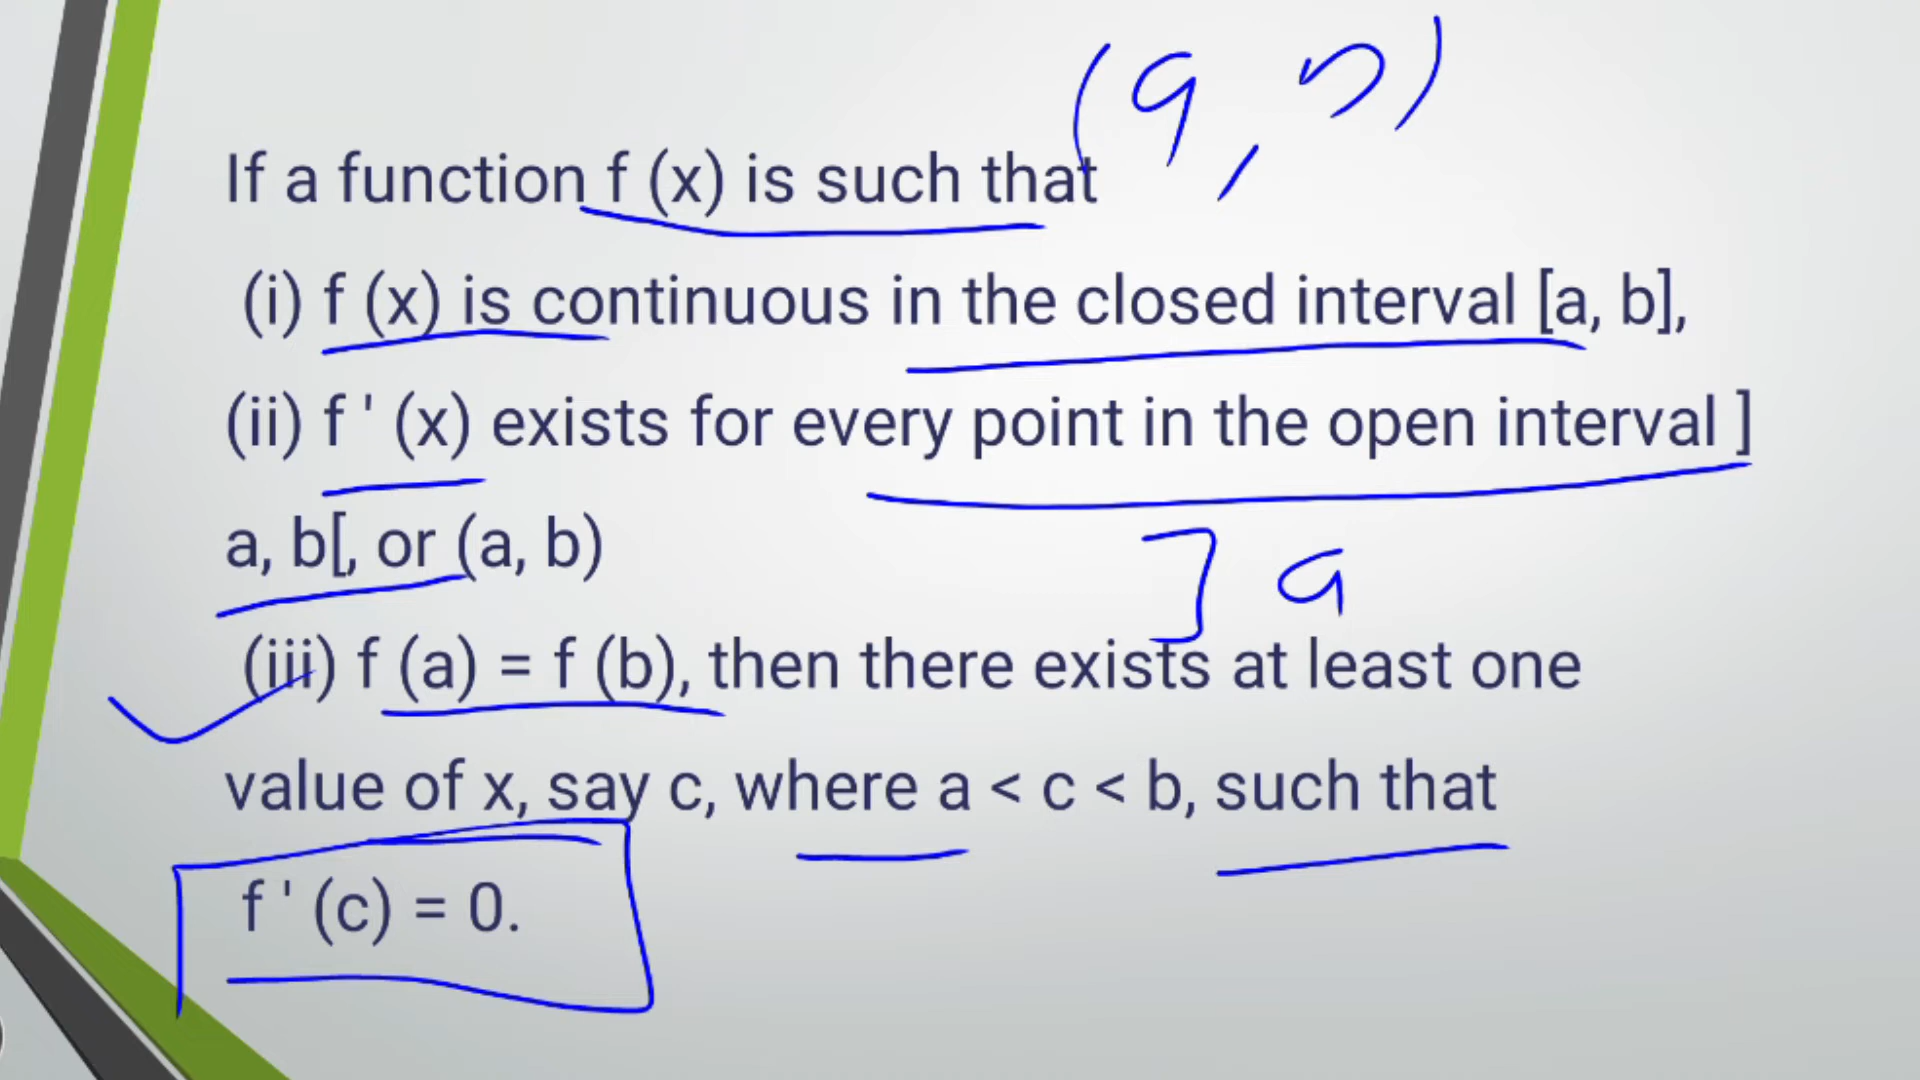 If a function f (x) is such that
(i) f (x) is continuous in the closed interval [a, b],
(ii) f ' (x) exists for every point in the open interval ]
a, b[, or (a, b)
] a
(iii) f (a) = f (b), then there exists at least one
value of x, say c, where a < c < b, such that
f ' (c) = 0.